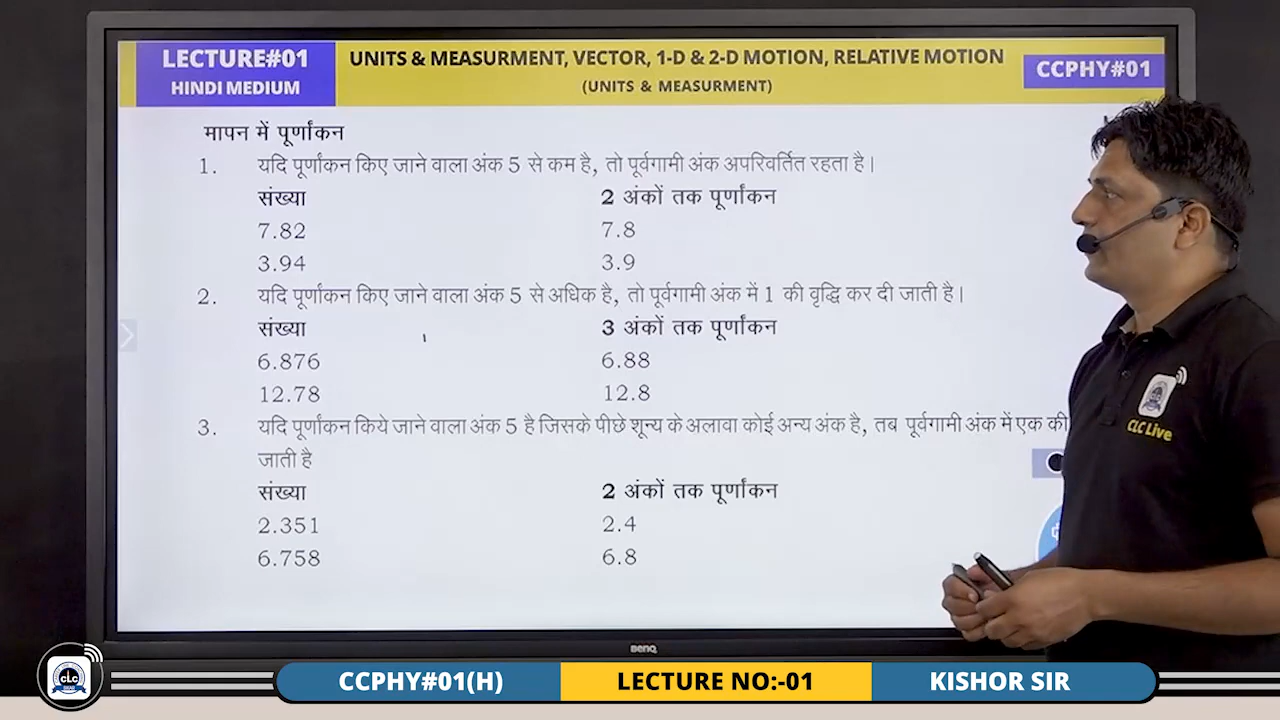 LECTURE#01
HINDI MEDIUM
UNITS & MEASURMENT, VECTOR, 1-D & 2-D MOTION, RELATIVE MOTION
(UNITS & MEASURMENT)
CCPHY#01
मापन में पूर्णांकन
1. यदि पूर्णांकन किए जाने वाला अंक 5 से कम है, तो पूर्वगामी अंक अपरिवर्तित रहता है।
संख्या 2 अंकों तक पूर्णांकन
7.82 7.8
3.94 3.9
2. यदि पूर्णांकन किए जाने वाला अंक 5 से अधिक है, तो पूर्वगामी अंक में 1 की वृद्धि कर दी जाती है।
संख्या 3 अंकों तक पूर्णांकन
6.876 6.88
12.78 12.8
3. यदि पूर्णांकन किये जाने वाला अंक 5 है जिसके पीछे शून्य के अलावा कोई अन्य अंक है, तब पूर्वगामी अंक में एक की
जाती है
संख्या 2 अंकों तक पूर्णांकन
2.351 2.4
6.758 6.8
CLC Live
BenQ
CLC
SIKAR
CCPHY#01(H)
LECTURE NO:-01
KISHOR SIR